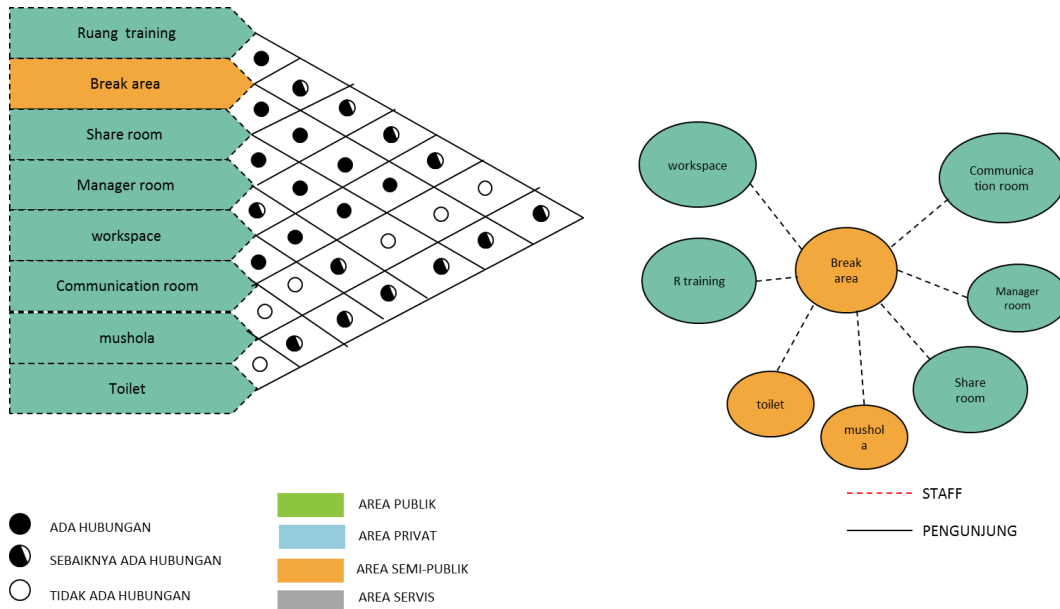 Ruang training
Break area
Share room
Manager room
workspace
Communication room
mushola
Toilet
workspace
Communica
tion room
R training
Break
area
Manager
room
Share
room
toilet
mushol
a
ADA HUBUNGAN
SEBAIKNYA ADA HUBUNGAN
TIDAK ADA HUBUNGAN
AREA PUBLIK
AREA PRIVAT
AREA SEMI-PUBLIK
AREA SERVIS
STAFF
PENGUNJUNG